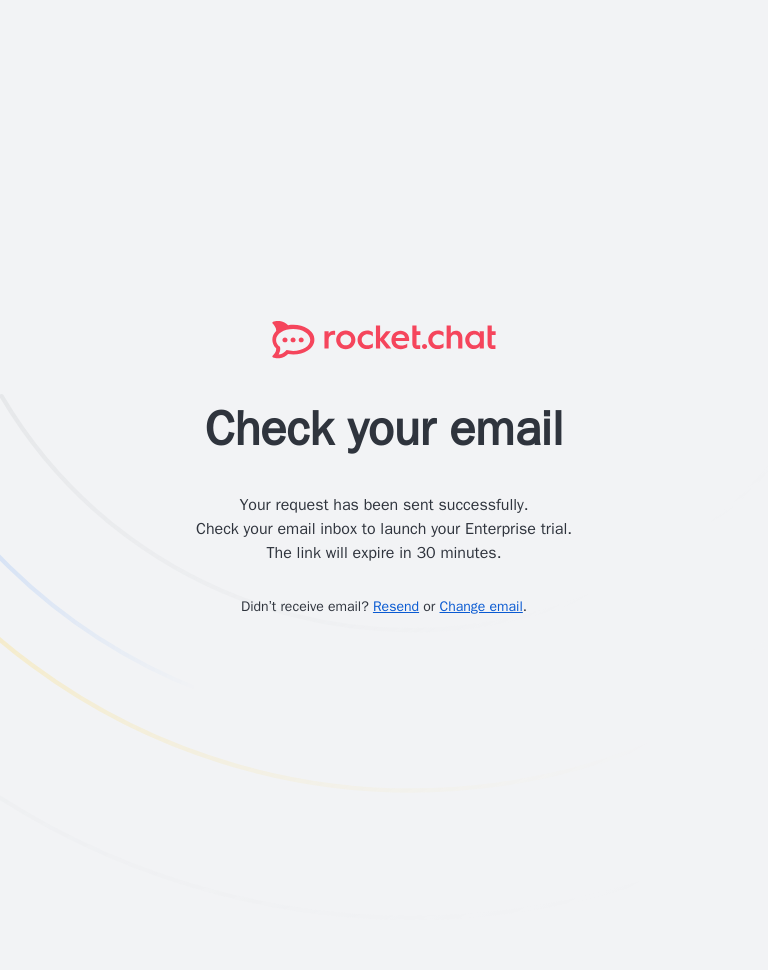 rocket.chat
Check your email
Your request has been sent successfully.
Check your email inbox to launch your Enterprise trial.
The link will expire in 30 minutes.
Didn’t receive email? Resend or Change email.